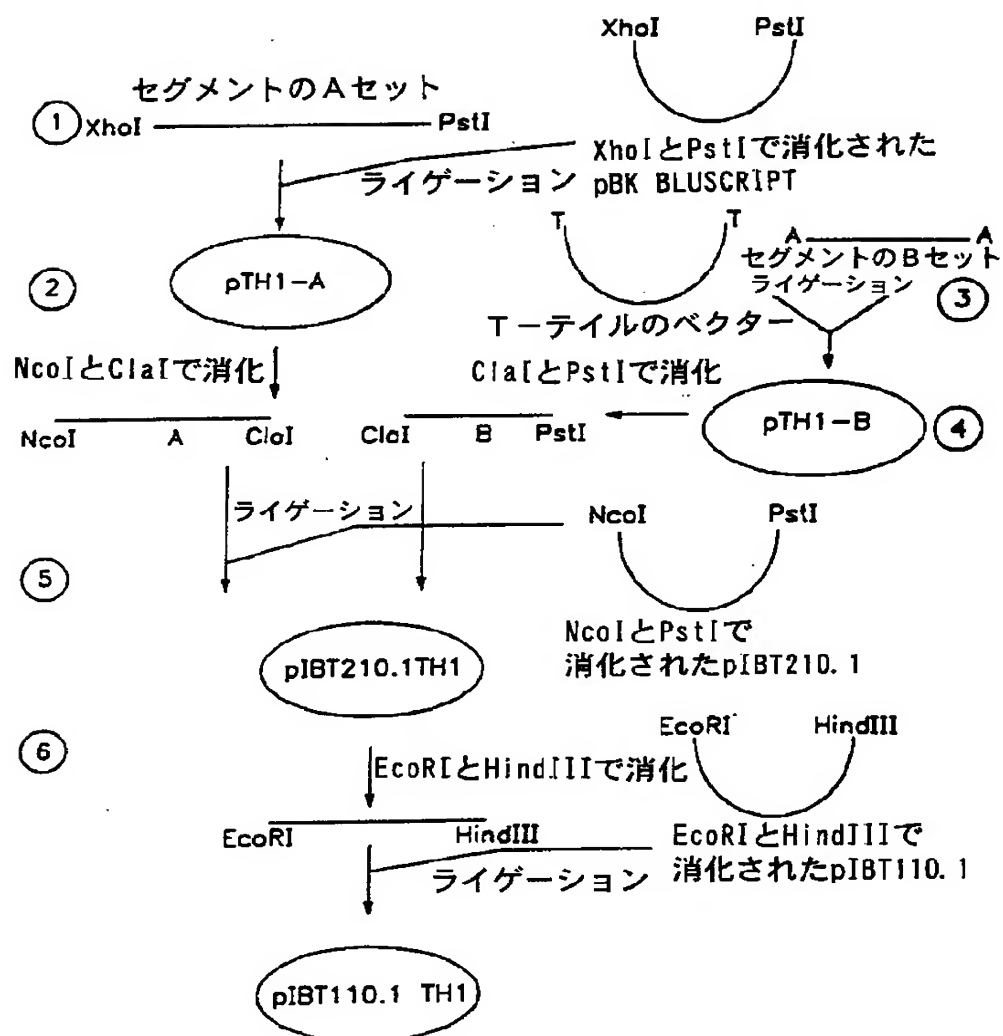 XhoI PstI
セグメントのAセット
① XhoI PstI
XhoIとPstIで消化された
ライゲーション pBK BLUSCRIPT
T T
A A
セグメントのBセット
ライゲーション
② pTH1-A ③
T-テイルのベクター
NcoIとClaIで消化 ClaIとPstIで消化
pTH1-B ④
NcoI A ClaI ClaI B PstI
ライゲーション NcoI PstI
⑤
NcoIとPstIで
pIBT210.1TH1 消化されたpIBT210.1
⑥ EcoRI HindIII
EcoRIとHindIIIで消化
EcoRI HindIII EcoRIとHindIIIで
ライゲーション 消化されたpIBT110.1
pIBT110.1 TH1